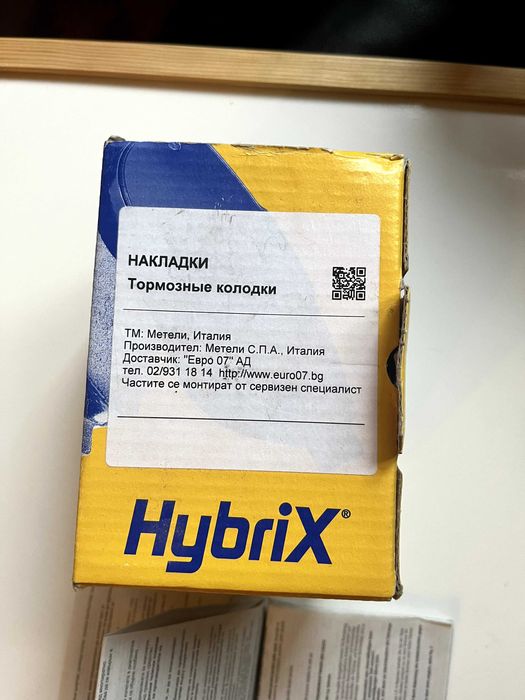 НАКЛАДКИ
Тормозные колодки
ТМ: Метели, Италия
Производител: Метели С.П.А., Италия
Доставчик: "Евро 07" АД
тел. 02/931 18 14 http://www.euro07.bg
Частите се монтират от сервизен специалист
HybriX®